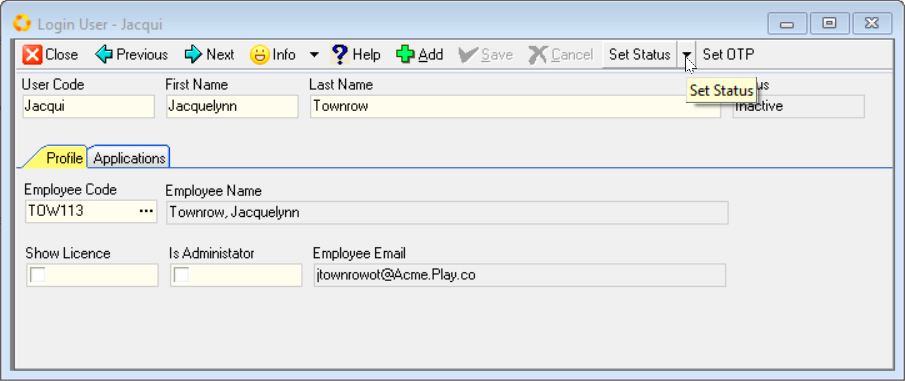 Login User - Jacqui
Close Previous Next Info Help Add Save Cancel Set Status Set OTP
User Code First Name Last Name us
Jacqui Jacquelynn Townrow Set Status Inactive
Profile Applications
Employee Code Employee Name
TOW113 ... Townrow, Jacquelynn
Show Licence Is Administator Employee Email
jtownrowot@Acme.Play.co